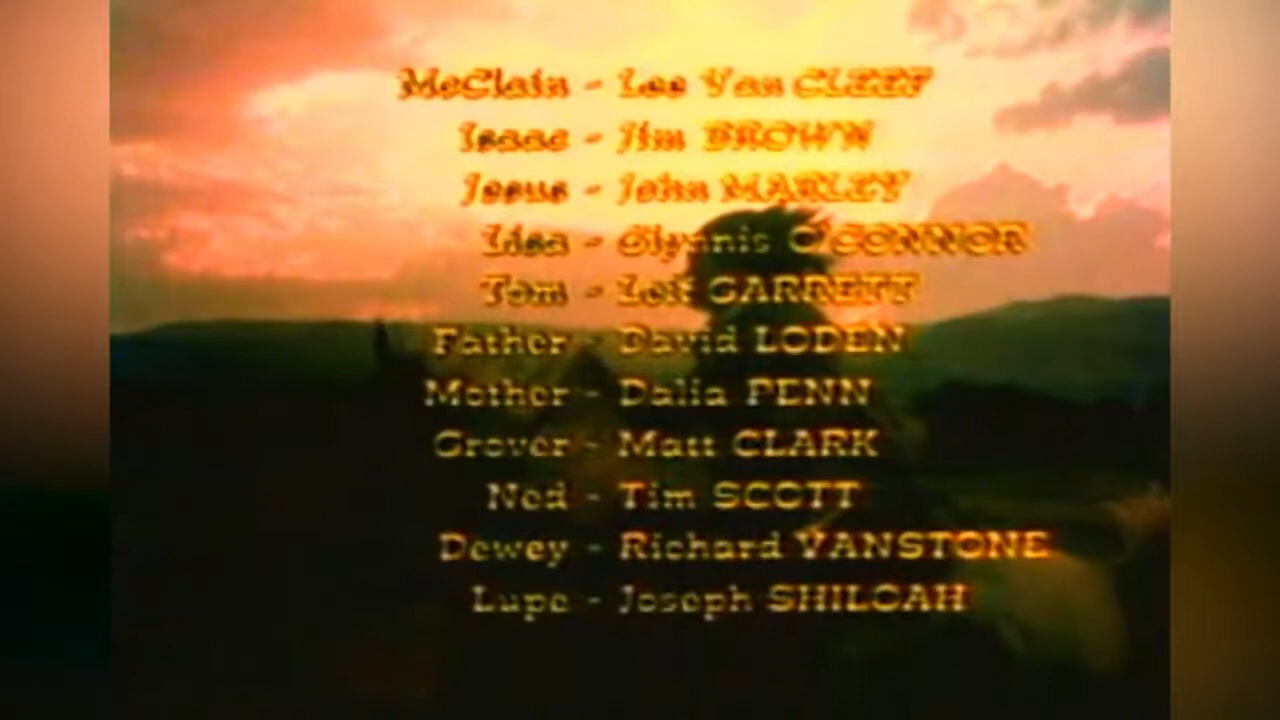 McClain - Lee Van CLEEF
Isaac - Jim BROWN
Jesus - John MARLEY
Lisa - Glynnis O'CONNOR
Tom - Leif GARRETT
Father - David LODEN
Mother - Dalia PENN
Grover - Matt CLARK
Ned - Tim SCOTT
Dewey - Richard VANSTONE
Lupe - Joseph SHILOAH